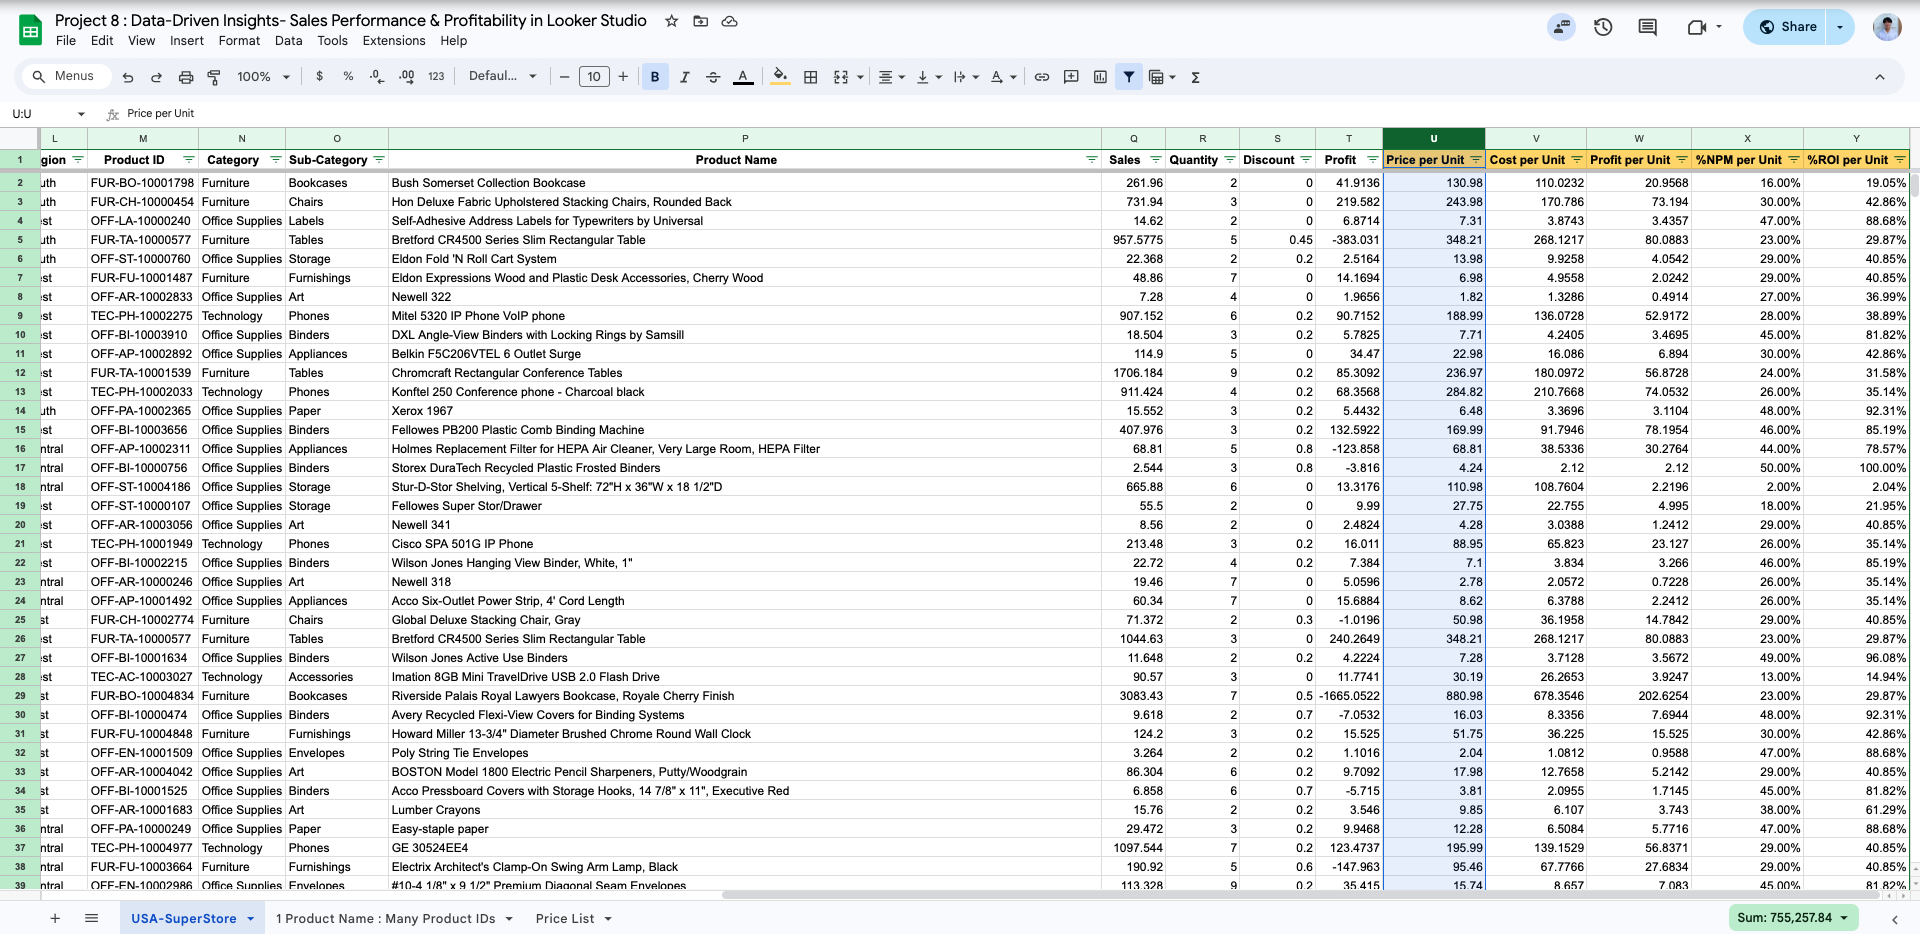 Project 8 : Data-Driven Insights- Sales Performance & Profitability in Looker Studio
File Edit View Insert Format Data Tools Extensions Help
Share
Menus 100% $ % .0 .00 123 Defaul... − 10 + B I S A Σ
U:U fx Price per Unit
L M N O P Q R S T U V W X Y
1 gion Product ID Category Sub-Category Product Name Sales Quantity Discount Profit Price per Unit Cost per Unit Profit per Unit %NPM per Unit %ROI per Unit
2 uth FUR-BO-10001798 Furniture Bookcases Bush Somerset Collection Bookcase 261.96 2 0 41.9136 130.98 110.0232 20.9568 16.00% 19.05%
3 uth FUR-CH-10000454 Furniture Chairs Hon Deluxe Fabric Upholstered Stacking Chairs, Rounded Back 731.94 3 0 219.582 243.98 170.786 73.194 30.00% 42.86%
4 est OFF-LA-10000240 Office Supplies Labels Self-Adhesive Address Labels for Typewriters by Universal 14.62 2 0 6.8714 7.31 3.8743 3.4357 47.00% 88.68%
5 uth FUR-TA-10000577 Furniture Tables Bretford CR4500 Series Slim Rectangular Table 957.5775 5 0.45 -383.031 348.21 268.1217 80.0883 23.00% 29.87%
6 uth OFF-ST-10000760 Office Supplies Storage Eldon Fold 'N Roll Cart System 22.368 2 0.2 2.5164 13.98 9.9258 4.0542 29.00% 40.85%
7 est FUR-FU-10001487 Furniture Furnishings Eldon Expressions Wood and Plastic Desk Accessories, Cherry Wood 48.86 7 0 14.1694 6.98 4.9558 2.0242 29.00% 40.85%
8 est OFF-AR-10002833 Office Supplies Art Newell 322 7.28 4 0 1.9656 1.82 1.3286 0.4914 27.00% 36.99%
9 est TEC-PH-10002275 Technology Phones Mitel 5320 IP Phone VoIP phone 907.152 6 0.2 90.7152 188.99 136.0728 52.9172 28.00% 38.89%
10 est OFF-BI-10003910 Office Supplies Binders DXL Angle-View Binders with Locking Rings by Samsill 18.504 3 0.2 5.7825 7.71 4.2405 3.4695 45.00% 81.82%
11 est OFF-AP-10002892 Office Supplies Appliances Belkin F5C206VTEL 6 Outlet Surge 114.9 5 0 34.47 22.98 16.086 6.894 30.00% 42.86%
12 est FUR-TA-10001539 Furniture Tables Chromcraft Rectangular Conference Tables 1706.184 9 0.2 85.3092 236.97 180.0972 56.8728 24.00% 31.58%
13 est TEC-PH-10002033 Technology Phones Konftel 250 Conference phone - Charcoal black 911.424 4 0.2 68.3568 284.82 210.7668 74.0532 26.00% 35.14%
14 uth OFF-PA-10002365 Office Supplies Paper Xerox 1967 15.552 3 0.2 5.4432 6.48 3.3696 3.1104 48.00% 92.31%
15 est OFF-BI-10003656 Office Supplies Binders Fellowes PB200 Plastic Comb Binding Machine 407.976 3 0.2 132.5922 169.99 91.7946 78.1954 46.00% 85.19%
16 ntral OFF-AP-10002311 Office Supplies Appliances Holmes Replacement Filter for HEPA Air Cleaner, Very Large Room, HEPA Filter 68.81 5 0.8 -123.858 68.81 38.5336 30.2764 44.00% 78.57%
17 ntral OFF-BI-10000756 Office Supplies Binders Storex DuraTech Recycled Plastic Frosted Binders 2.544 3 0.8 -3.816 4.24 2.12 2.12 50.00% 100.00%
18 ntral OFF-ST-10004186 Office Supplies Storage Stur-D-Stor Shelving, Vertical 5-Shelf: 72"H x 36"W x 18 1/2"D 665.88 6 0 13.3176 110.98 108.7604 2.2196 2.00% 2.04%
19 est OFF-ST-10000107 Office Supplies Storage Fellowes Super Stor/Drawer 55.5 2 0 9.99 27.75 22.755 4.995 18.00% 21.95%
20 est OFF-AR-10003056 Office Supplies Art Newell 341 8.56 2 0 2.4824 4.28 3.0388 1.2412 29.00% 40.85%
21 est TEC-PH-10001949 Technology Phones Cisco SPA 501G IP Phone 213.48 3 0.2 16.011 88.95 65.823 23.127 26.00% 35.14%
22 est OFF-BI-10002215 Office Supplies Binders Wilson Jones Hanging View Binder, White, 1" 22.72 4 0.2 7.384 7.1 3.834 3.266 46.00% 85.19%
23 ntral OFF-AR-10000246 Office Supplies Art Newell 318 19.46 7 0 5.0596 2.78 2.0572 0.7228 26.00% 35.14%
24 ntral OFF-AP-10001492 Office Supplies Appliances Acco Six-Outlet Power Strip, 4' Cord Length 60.34 7 0 15.6884 8.62 6.3788 2.2412 26.00% 35.14%
25 st FUR-CH-10002774 Furniture Chairs Global Deluxe Stacking Chair, Gray 71.372 2 0.3 -1.0196 50.98 36.1958 14.7842 29.00% 40.85%
26 est FUR-TA-10000577 Furniture Tables Bretford CR4500 Series Slim Rectangular Table 1044.63 3 0 240.2649 348.21 268.1217 80.0883 23.00% 29.87%
27 est OFF-BI-10001634 Office Supplies Binders Wilson Jones Active Use Binders 11.648 2 0.2 4.2224 7.28 3.7128 3.5672 49.00% 96.08%
28 st TEC-AC-10003027 Technology Accessories Imation 8GB Mini TravelDrive USB 2.0 Flash Drive 90.57 3 0 11.7741 30.19 26.2653 3.9247 13.00% 14.94%
29 st FUR-BO-10004834 Furniture Bookcases Riverside Palais Royal Lawyers Bookcase, Royale Cherry Finish 3083.43 7 0.5 -1665.0522 880.98 678.3546 202.6254 23.00% 29.87%
30 st OFF-BI-10000474 Office Supplies Binders Avery Recycled Flexi-View Covers for Binding Systems 9.618 2 0.7 -7.0532 16.03 8.3356 7.6944 48.00% 92.31%
31 st FUR-FU-10004848 Furniture Furnishings Howard Miller 13-3/4" Diameter Brushed Chrome Round Wall Clock 124.2 3 0.2 15.525 51.75 36.225 15.525 30.00% 42.86%
32 st OFF-EN-10001509 Office Supplies Envelopes Poly String Tie Envelopes 3.264 2 0.2 1.1016 2.04 1.0812 0.9588 47.00% 88.68%
33 st OFF-AR-10004042 Office Supplies Art BOSTON Model 1800 Electric Pencil Sharpeners, Putty/Woodgrain 86.304 6 0.2 9.7092 17.98 12.7658 5.2142 29.00% 40.85%
34 st OFF-BI-10001525 Office Supplies Binders Acco Pressboard Covers with Storage Hooks, 14 7/8" x 11", Executive Red 6.858 6 0.7 -5.715 3.81 2.0955 1.7145 45.00% 81.82%
35 st OFF-AR-10001683 Office Supplies Art Lumber Crayons 15.76 2 0.2 3.546 9.85 6.107 3.743 38.00% 61.29%
36 ntral OFF-PA-10000249 Office Supplies Paper Easy-staple paper 29.472 3 0.2 9.9468 12.28 6.5084 5.7716 47.00% 88.68%
37 ntral TEC-PH-10004977 Technology Phones GE 30524EE4 1097.544 7 0.2 123.4737 195.99 139.1529 56.8371 29.00% 40.85%
38 ntral FUR-FU-10003664 Furniture Furnishings Electrix Architect's Clamp-On Swing Arm Lamp, Black 190.92 5 0.6 -147.963 95.46 67.7766 27.6834 29.00% 40.85%
39 ntral OFF-EN-10002986 Office Supplies Envelopes #10-4 1/8" x 9 1/2" Premium Diagonal Seam Envelopes 113.328 9 0.2 35.415 15.74 8.657 7.083 45.00% 81.82%
USA-SuperStore 1 Product Name : Many Product IDs Price List Sum: 755,257.84